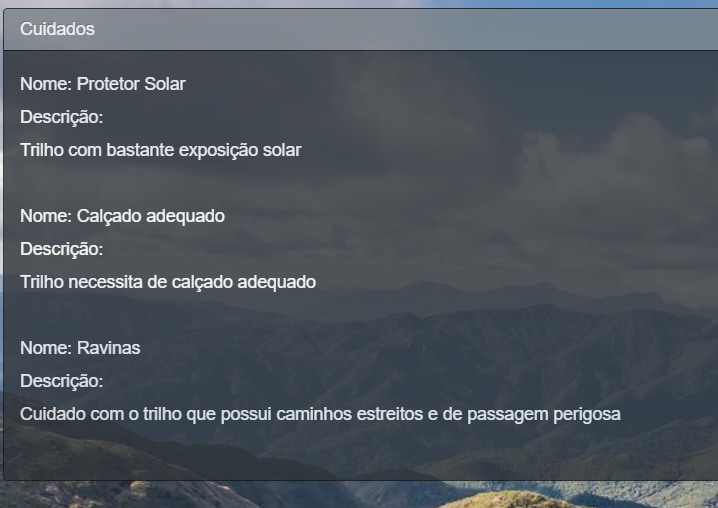 Cuidados
Nome: Protetor Solar
Descrição:
Trilho com bastante exposição solar
Nome: Calçado adequado
Descrição:
Trilho necessita de calçado adequado
Nome: Ravinas
Descrição:
Cuidado com o trilho que possui caminhos estreitos e de passagem perigosa